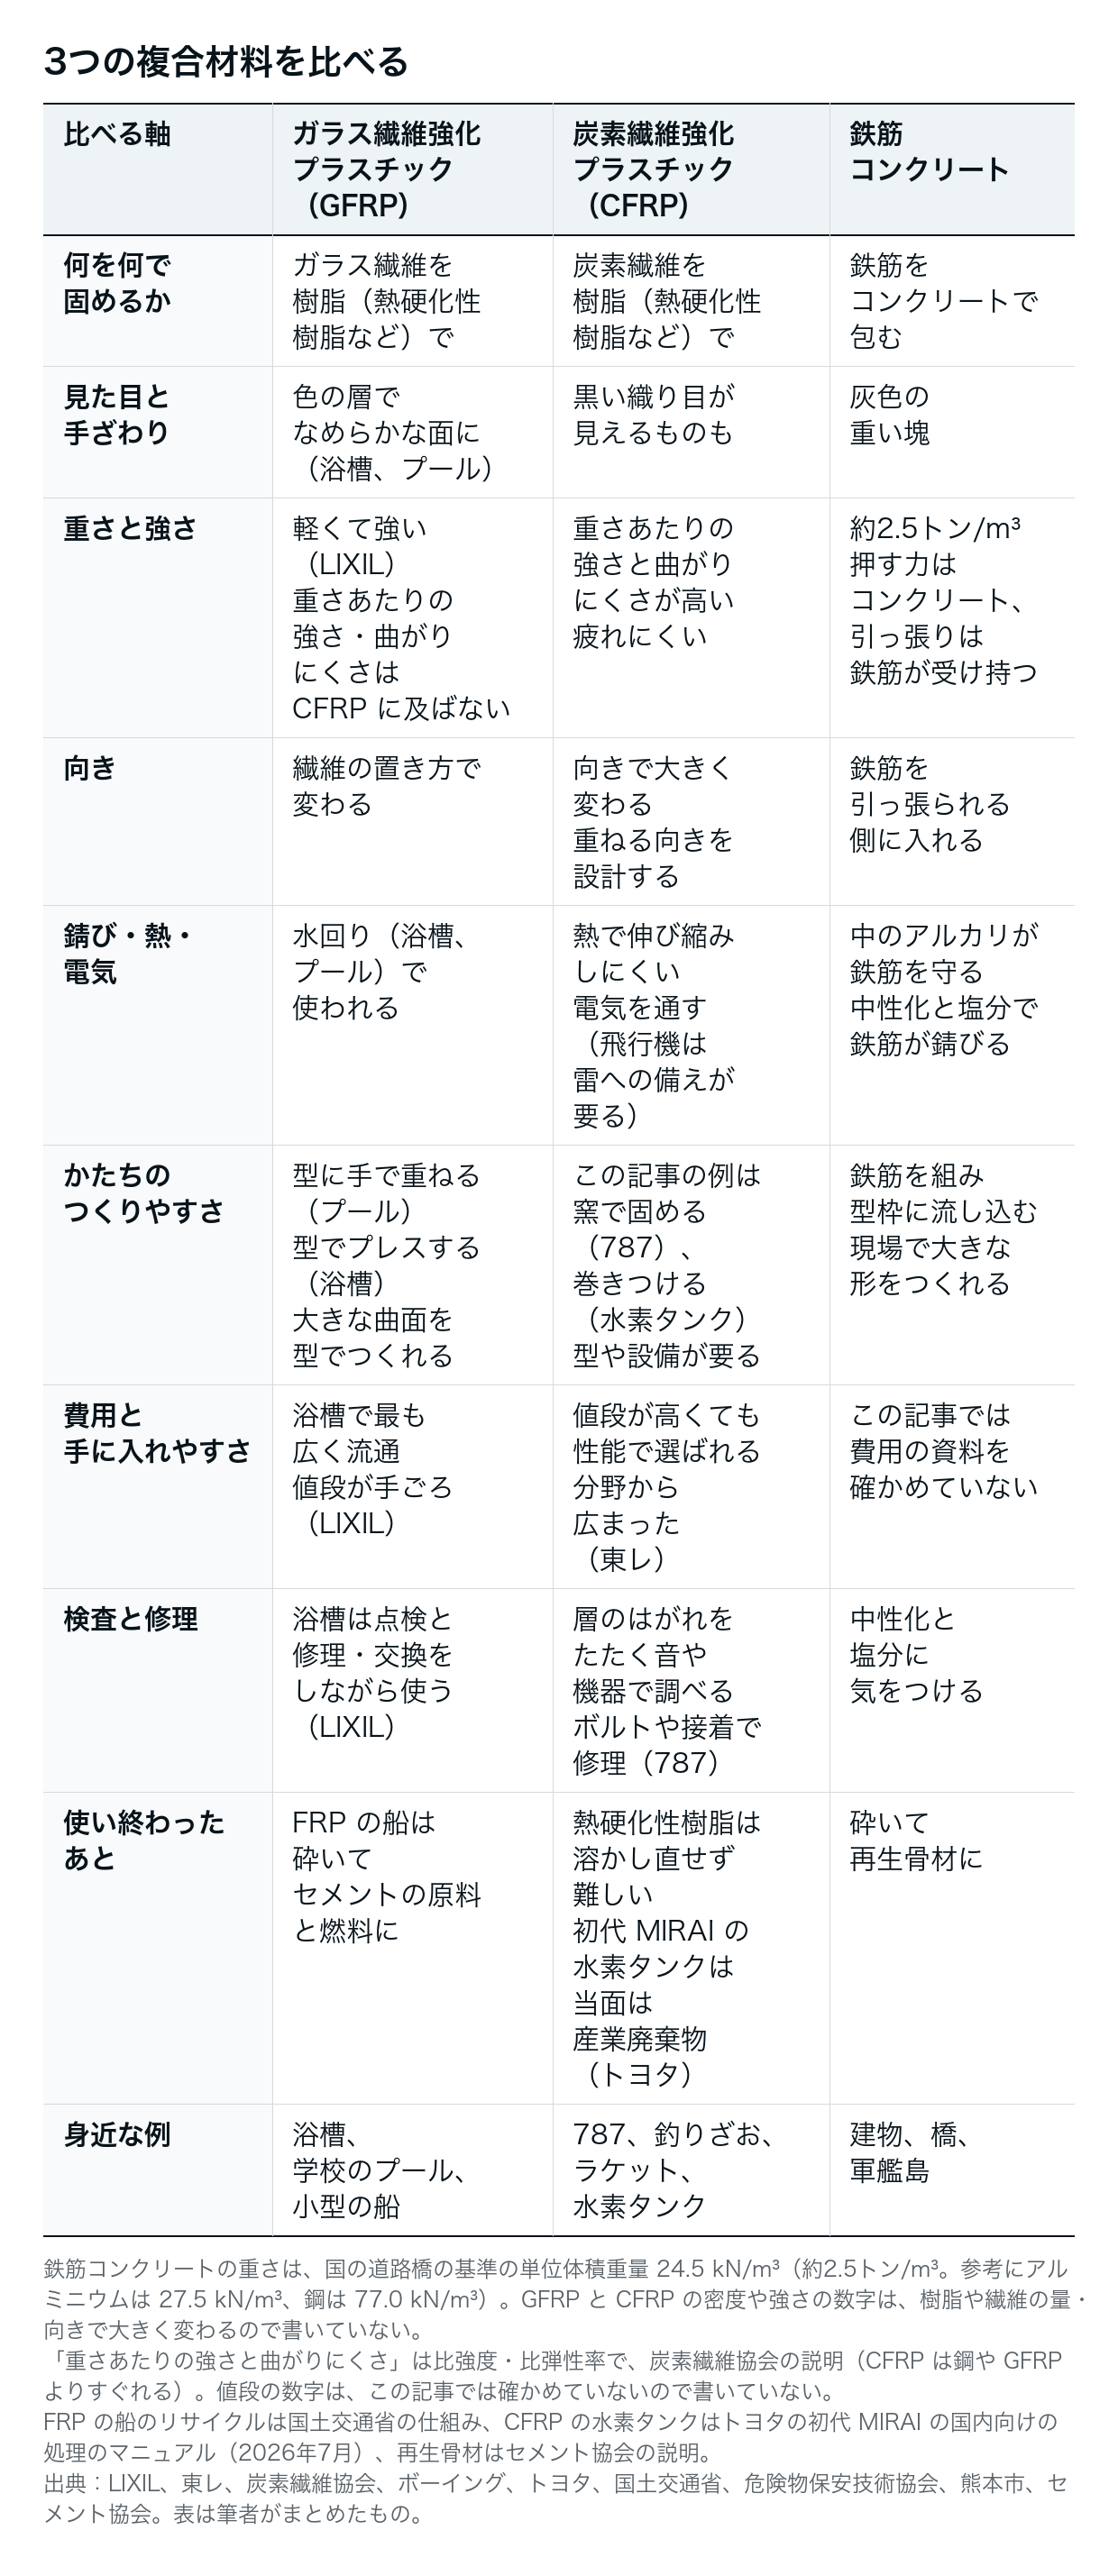 3つの複合材料を比べる
比べる軸
ガラス繊維強化
プラスチック
（GFRP）
炭素繊維強化
プラスチック
（CFRP）
鉄筋
コンクリート
何を何で
固めるか
ガラス繊維を
樹脂（熱硬化性
樹脂など）で
炭素繊維を
樹脂（熱硬化性
樹脂など）で
鉄筋を
コンクリートで
包む
見た目と
手ざわり
色の層で
なめらかな面に
（浴槽、プール）
黒い織り目が
見えるものも
灰色の
重い塊
重さと強さ
軽くて強い
（LIXIL）
重さあたりの
強さ・曲がり
にくさは
CFRP に及ばない
重さあたりの
強さと曲がり
にくさが高い
疲れにくい
約2.5トン/m³
押す力は
コンクリート、
引っ張りは
鉄筋が受け持つ
向き
繊維の置き方で
変わる
向きで大きく
変わる
重ねる向きを
設計する
鉄筋を
引っ張られる
側に入れる
錆び・熱・
電気
水回り（浴槽、
プール）で
使われる
熱で伸び縮み
しにくい
電気を通す
（飛行機は
雷への備えが
要る）
中のアルカリが
鉄筋を守る
中性化と塩分で
鉄筋が錆びる
かたちの
つくりやすさ
型に手で重ねる
（プール）
型でプレスする
（浴槽）
大きな曲面を
型でつくれる
この記事の例は
窯で固める
（787）、
巻きつける
（水素タンク）
型や設備が要る
鉄筋を組み
型枠に流し込む
現場で大きな
形をつくれる
費用と
手に入れやすさ
浴槽で最も
広く流通
値段が手ごろ
（LIXIL）
値段が高くても
性能で選ばれる
分野から
広まった
（東レ）
この記事では
費用の資料を
確かめていない
検査と修理
浴槽は点検と
修理・交換を
しながら使う
（LIXIL）
層のはがれを
たたく音や
機器で調べる
ボルトや接着で
修理（787）
中性化と
塩分に
気をつける
使い終わった
あと
FRP の船は
砕いて
セメントの原料
と燃料に
熱硬化性樹脂は
溶かし直せず
難しい
初代 MIRAI の
水素タンクは
当面は
産業廃棄物
（トヨタ）
砕いて
再生骨材に
身近な例
浴槽、
学校のプール、
小型の船
787、釣りざお、
ラケット、
水素タンク
建物、橋、
軍艦島
鉄筋コンクリートの重さは、国の道路橋の基準の単位体積重量 24.5 kN/m³（約2.5トン/m³。参考にアル
ミニウムは 27.5 kN/m³、鋼は 77.0 kN/m³）。GFRP と CFRP の密度や強さの数字は、樹脂や繊維の量・
向きで大きく変わるので書いていない。
「重さあたりの強さと曲がりにくさ」は比強度・比弾性率で、炭素繊維協会の説明（CFRP は鋼や GFRP
よりすぐれる）。値段の数字は、この記事では確かめていないので書いていない。
FRP の船のリサイクルは国土交通省の仕組み、CFRP の水素タンクはトヨタの初代 MIRAI の国内向けの
処理のマニュアル（2026年7月）、再生骨材はセメント協会の説明。
出典：LIXIL、東レ、炭素繊維協会、ボーイング、トヨタ、国土交通省、危険物保安技術協会、熊本市、セ
メント協会。表は筆者がまとめたもの。